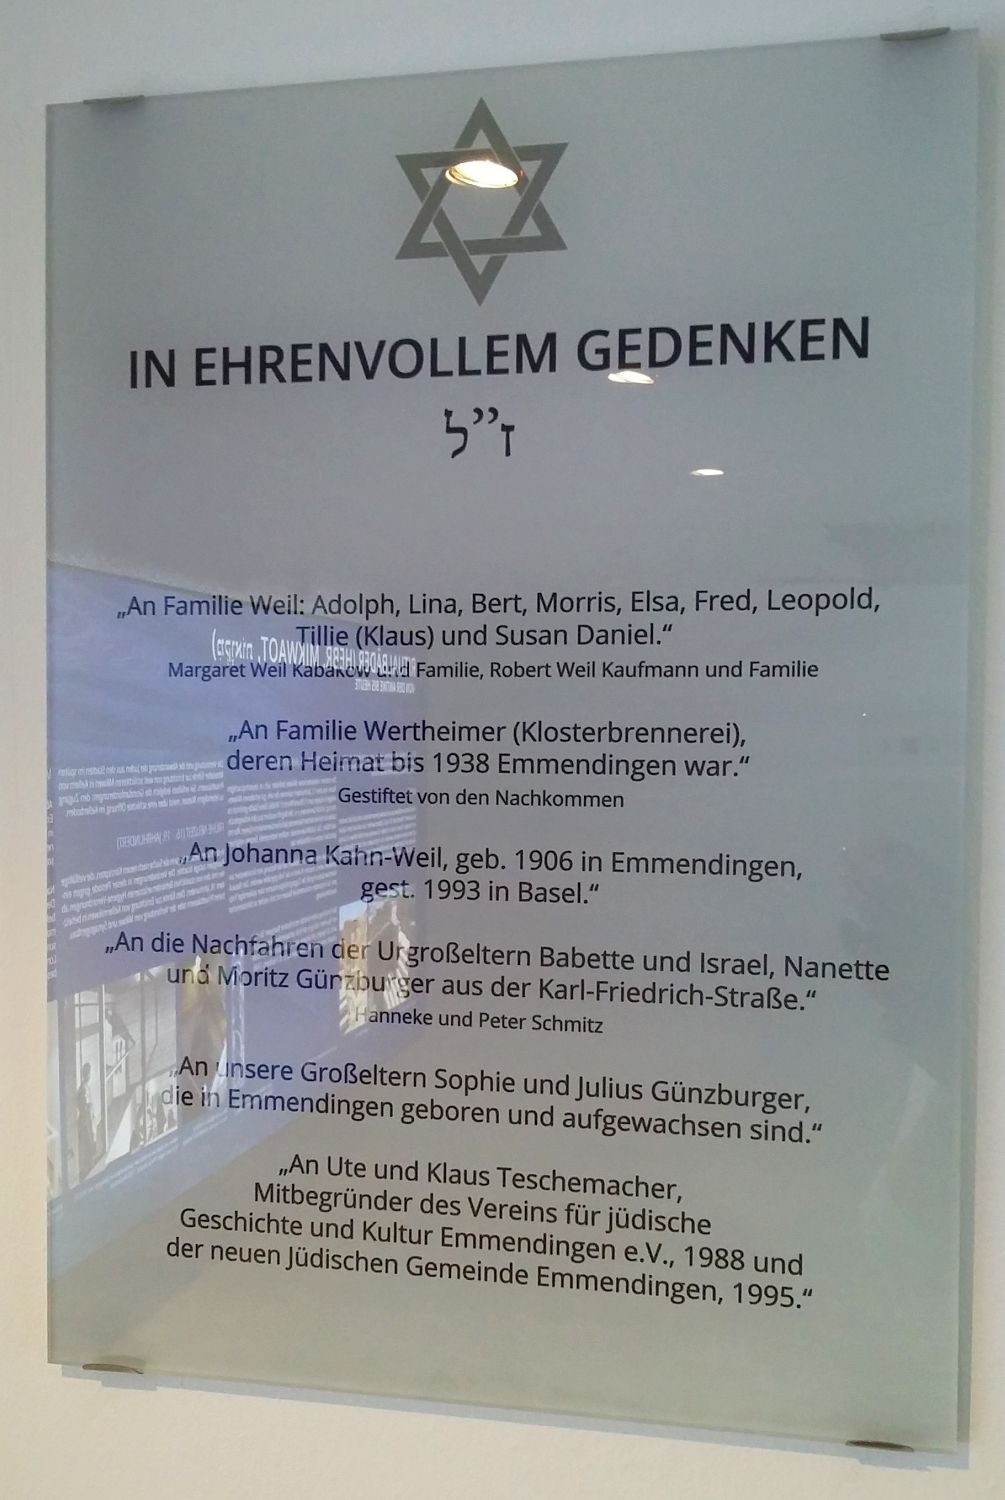 IN EHRENVOLLEM GEDENKEN
ז’’ל
„An Familie Weil: Adolph, Lina, Bert, Morris, Elsa, Fred, Leopold,
Tillie (Klaus) und Susan Daniel.“
Margaret Weil Kabakow und Familie, Robert Weil Kaufmann und Familie
„An Familie Wertheimer (Klosterbrennerei),
deren Heimat bis 1938 Emmendingen war.“
Gestiftet von den Nachkommen
„An Johanna Kahn-Weil, geb. 1906 in Emmendingen,
gest. 1993 in Basel.“
„An die Nachfahren der Urgroßeltern Babette und Israel, Nanette
und Moritz Günzburger aus der Karl-Friedrich-Straße.“
Hanneke und Peter Schmitz
„An unsere Großeltern Sophie und Julius Günzburger,
die in Emmendingen geboren und aufgewachsen sind.“
„An Ute und Klaus Teschemacher,
Mitbegründer des Vereins für jüdische
Geschichte und Kultur Emmendingen e.V., 1988 und
der neuen Jüdischen Gemeinde Emmendingen, 1995.“